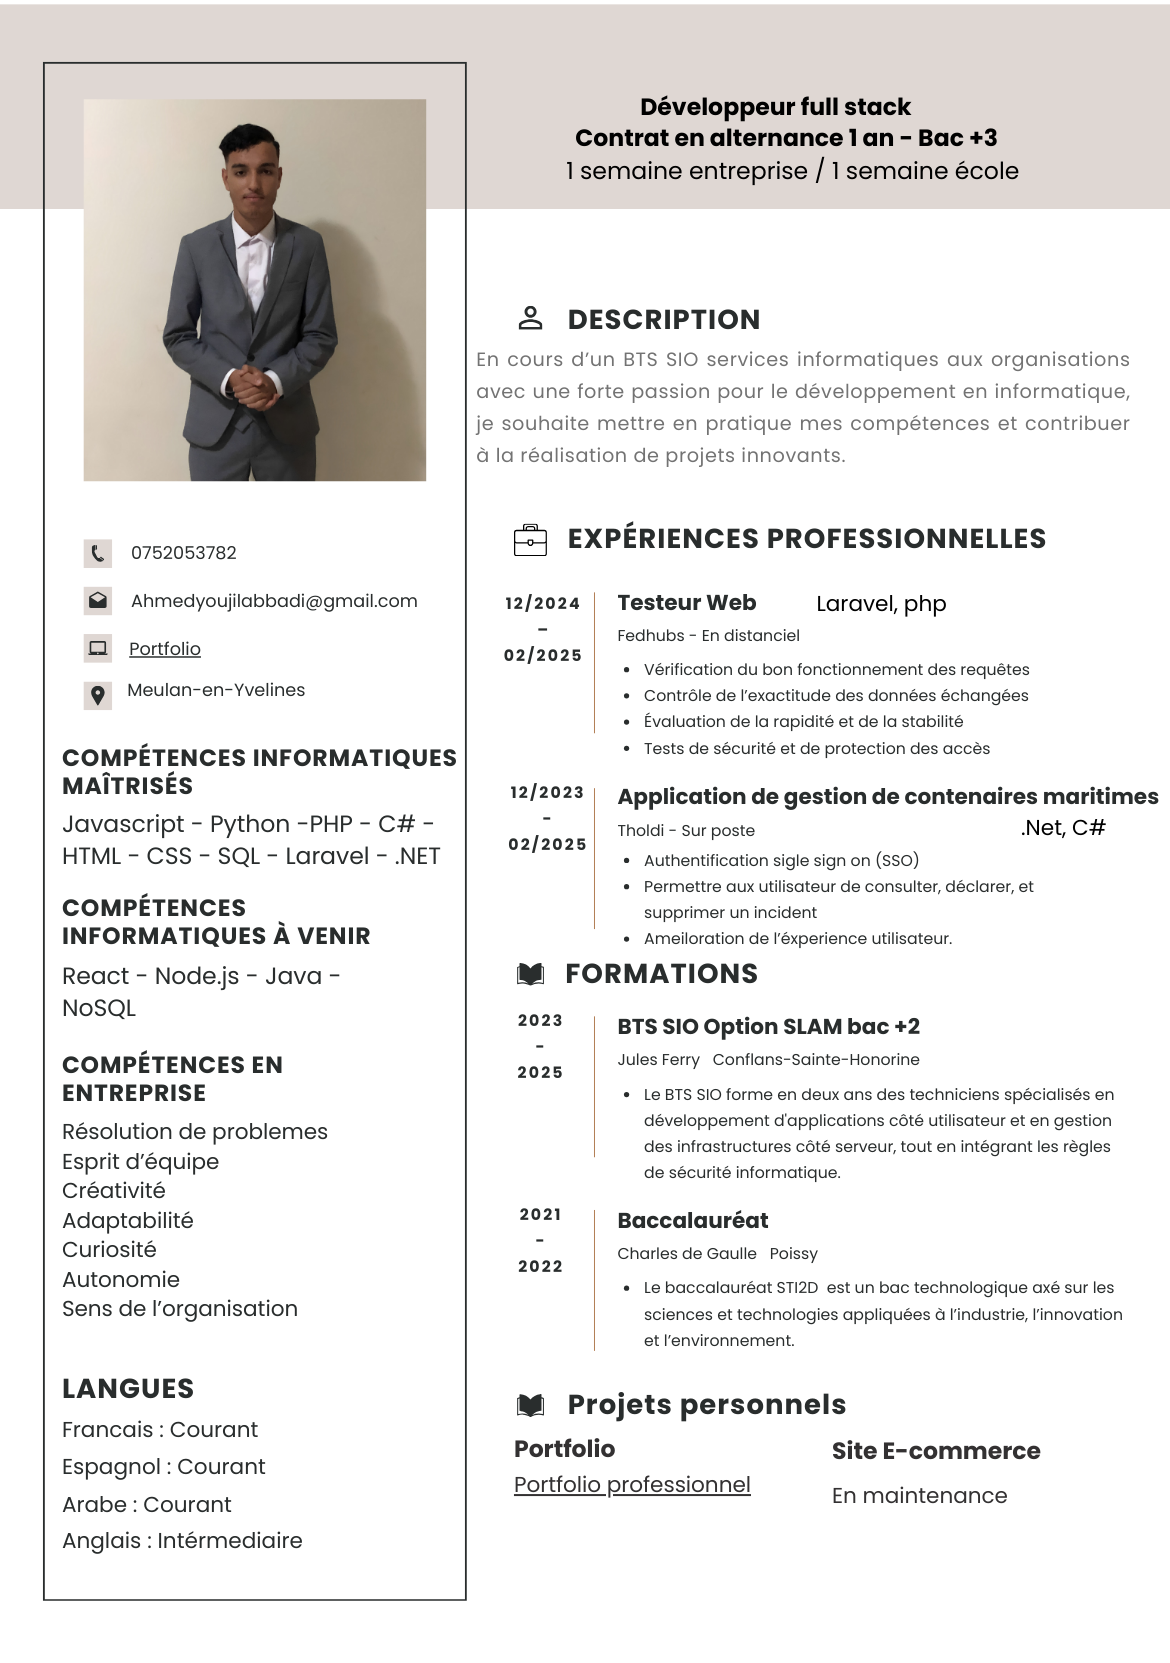 Développeur full stack
Contrat en alternance 1 an - Bac +3
1 semaine entreprise / 1 semaine école
0752053782
Ahmedyoujilabbadi@gmail.com
Portfolio
Meulan-en-Yvelines
COMPÉTENCES INFORMATIQUES
MAÎTRISÉS
Javascript - Python -PHP - C# -
HTML - CSS - SQL - Laravel - .NET
COMPÉTENCES
INFORMATIQUES À VENIR
React - Node.js - Java -
NoSQL
COMPÉTENCES EN
ENTREPRISE
Résolution de problemes
Esprit d’équipe
Créativité
Adaptabilité
Curiosité
Autonomie
Sens de l’organisation
LANGUES
Francais : Courant
Espagnol : Courant
Arabe : Courant
Anglais : Intérmediaire
DESCRIPTION
En cours d’un BTS SIO services informatiques aux organisations
avec une forte passion pour le développement en informatique,
je souhaite mettre en pratique mes compétences et contribuer
à la réalisation de projets innovants.
EXPÉRIENCES PROFESSIONNELLES
12/2024
–
02/2025
Testeur Web Laravel, php
Fedhubs - En distanciel
• Vérification du bon fonctionnement des requêtes
• Contrôle de l’exactitude des données échangées
• Évaluation de la rapidité et de la stabilité
• Tests de sécurité et de protection des accès
12/2023
-
02/2025
Application de gestion de contenaires maritimes
Tholdi - Sur poste .Net, C#
• Authentification sigle sign on (SSO)
• Permettre aux utilisateur de consulter, déclarer, et
supprimer un incident
• Ameilioration de l’éxperience utilisateur.
FORMATIONS
2023
-
2025
BTS SIO Option SLAM bac +2
Jules Ferry Conflans-Sainte-Honorine
• Le BTS SIO forme en deux ans des techniciens spécialisés en
développement d'applications côté utilisateur et en gestion
des infrastructures côté serveur, tout en intégrant les règles
de sécurité informatique.
2021
-
2022
Baccalauréat
Charles de Gaulle Poissy
• Le baccalauréat STI2D est un bac technologique axé sur les
sciences et technologies appliquées à l’industrie, l’innovation
et l’environnement.
Projets personnels
Portfolio
Portfolio professionnel
Site E-commerce
En maintenance